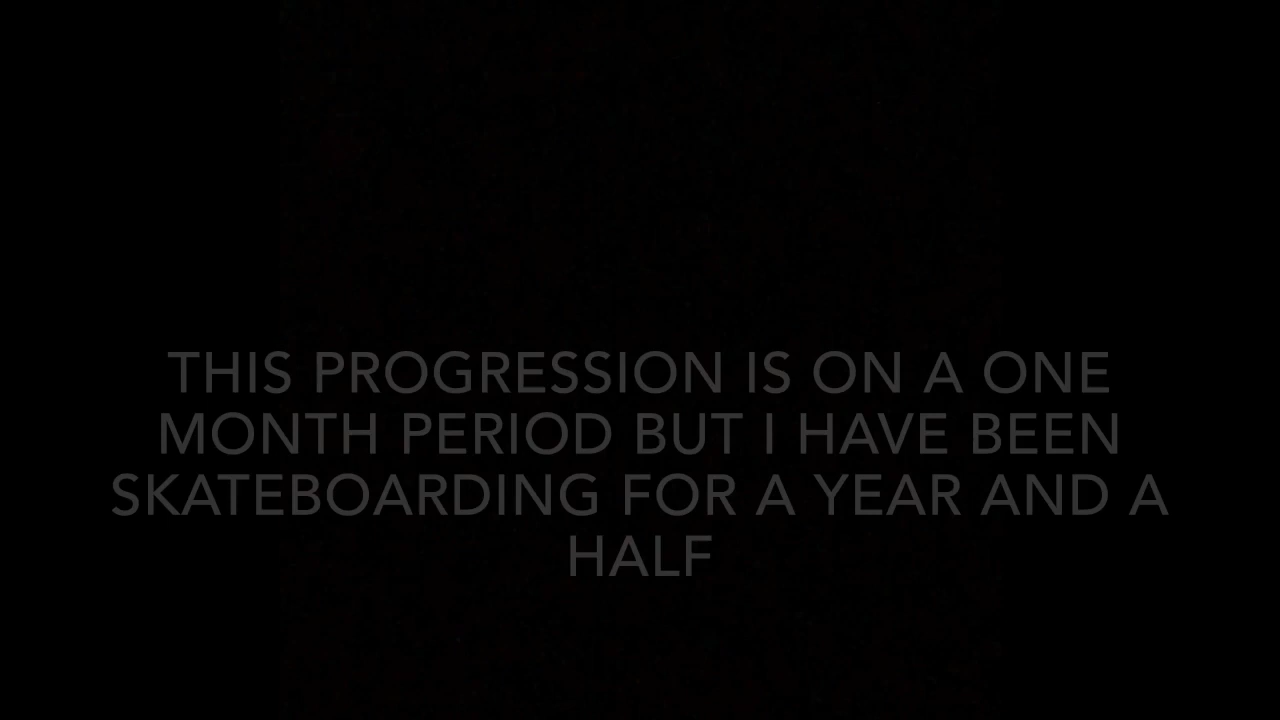 THIS PROGRESSION IS ON A ONE
MONTH PERIOD BUT I HAVE BEEN
SKATEBOARDING FOR A YEAR AND A
HALF